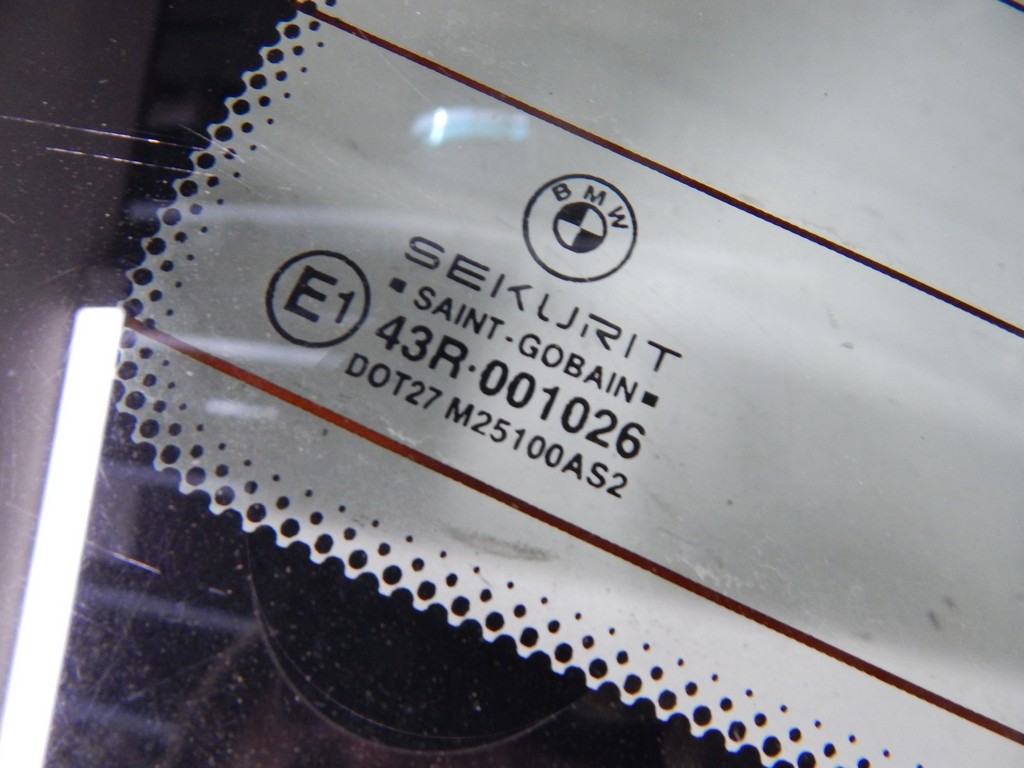 BMW
SEKURIT
SAINT-GOBAIN
E1
43R·001026
DOT27 M25100AS2